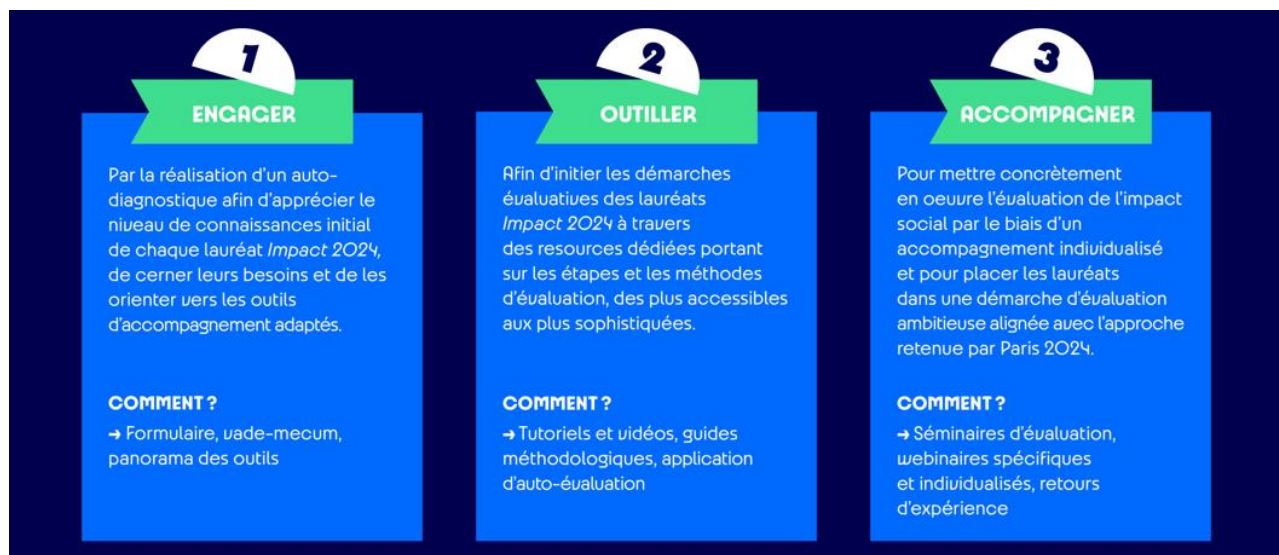 1
ENGAGER
Par la réalisation d'un auto-
diagnostique afin d'apprécier le
niveau de connaissances initial
de chaque lauréat Impact 2024,
de cerner leurs besoins et de les
orienter vers les outils
d'accompagnement adaptés.
COMMENT ?
→ Formulaire, vade-mecum,
panorama des outils
2
OUTILLER
Afin d'initier les démarches
évaluatives des lauréats
Impact 2024 à travers
des resources dédiées portant
sur les étapes et les méthodes
d'évaluation, des plus accessibles
aux plus sophistiquées.
COMMENT ?
→ Tutoriels et vidéos, guides
méthodologiques, application
d'auto-évaluation
3
ACCOMPAGNER
Pour mettre concrètement
en oeuvre l'évaluation de l'impact
social par le biais d'un
accompagnement individualisé
et pour placer les lauréats
dans une démarche d'évaluation
ambitieuse alignée avec l'approche
retenue par Paris 2024.
COMMENT ?
→ Séminaires d'évaluation,
webinaires spécifiques
et individualisés, retours
d'expérience